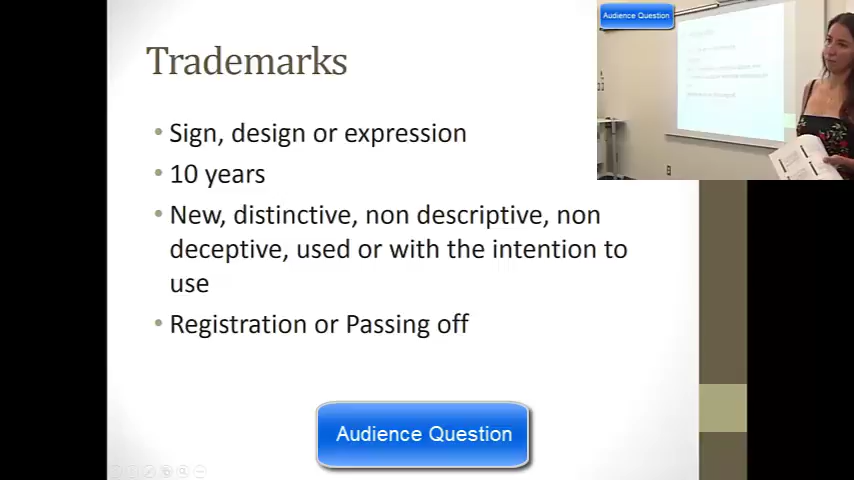 Audience Question
Trademarks
• Sign, design or expression
• 10 years
• New, distinctive, non descriptive, non
deceptive, used or with the intention to
use
• Registration or Passing off
Audience Question